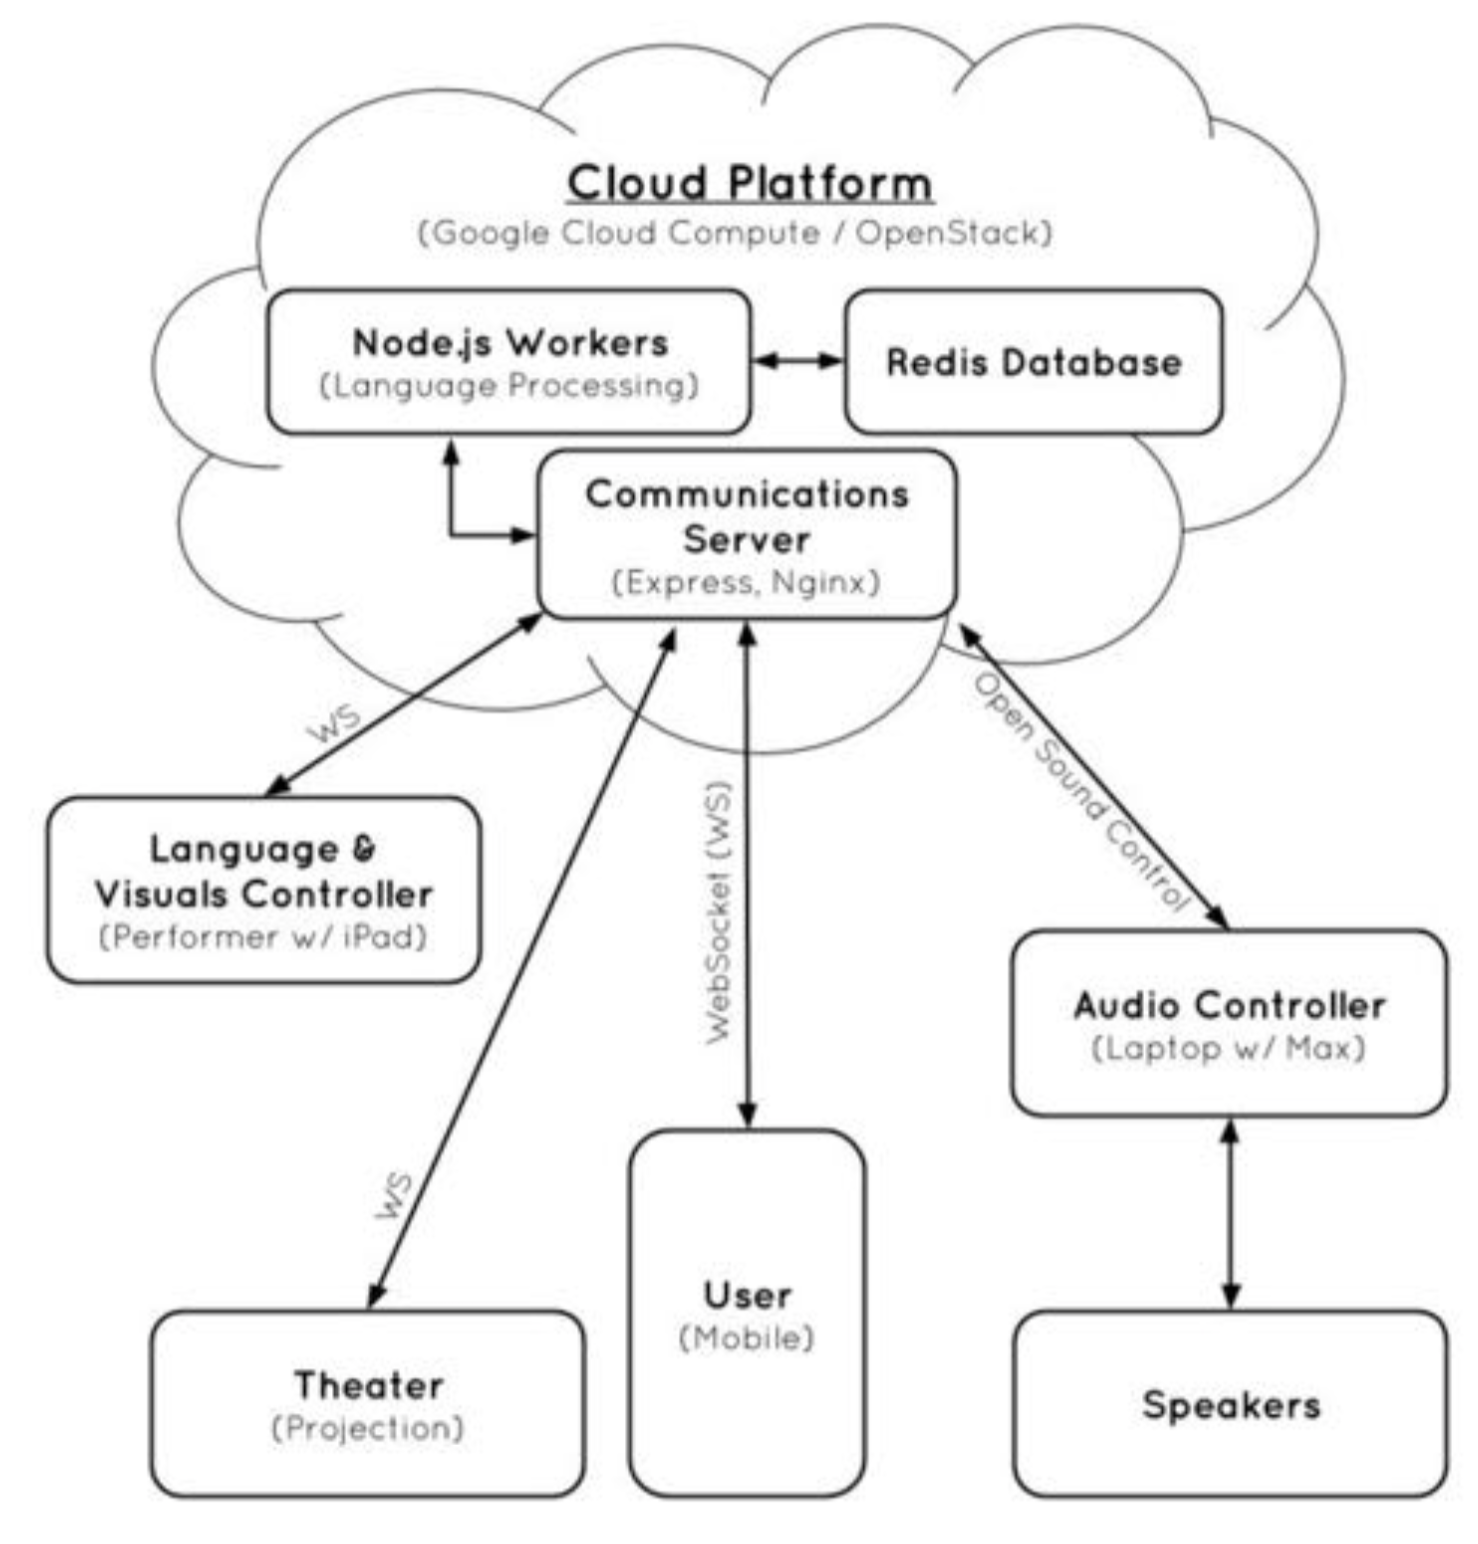 Cloud Platform
(Google Cloud Compute / OpenStack)
Node.js Workers
(Language Processing)
Redis Database
Communications
Server
(Express, Nginx)
WS
Open Sound Control
WebSocket (WS)
Language &
Visuals Controller
(Performer w/ iPad)
Audio Controller
(Laptop w/ Max)
WS
User
(Mobile)
Theater
(Projection)
Speakers